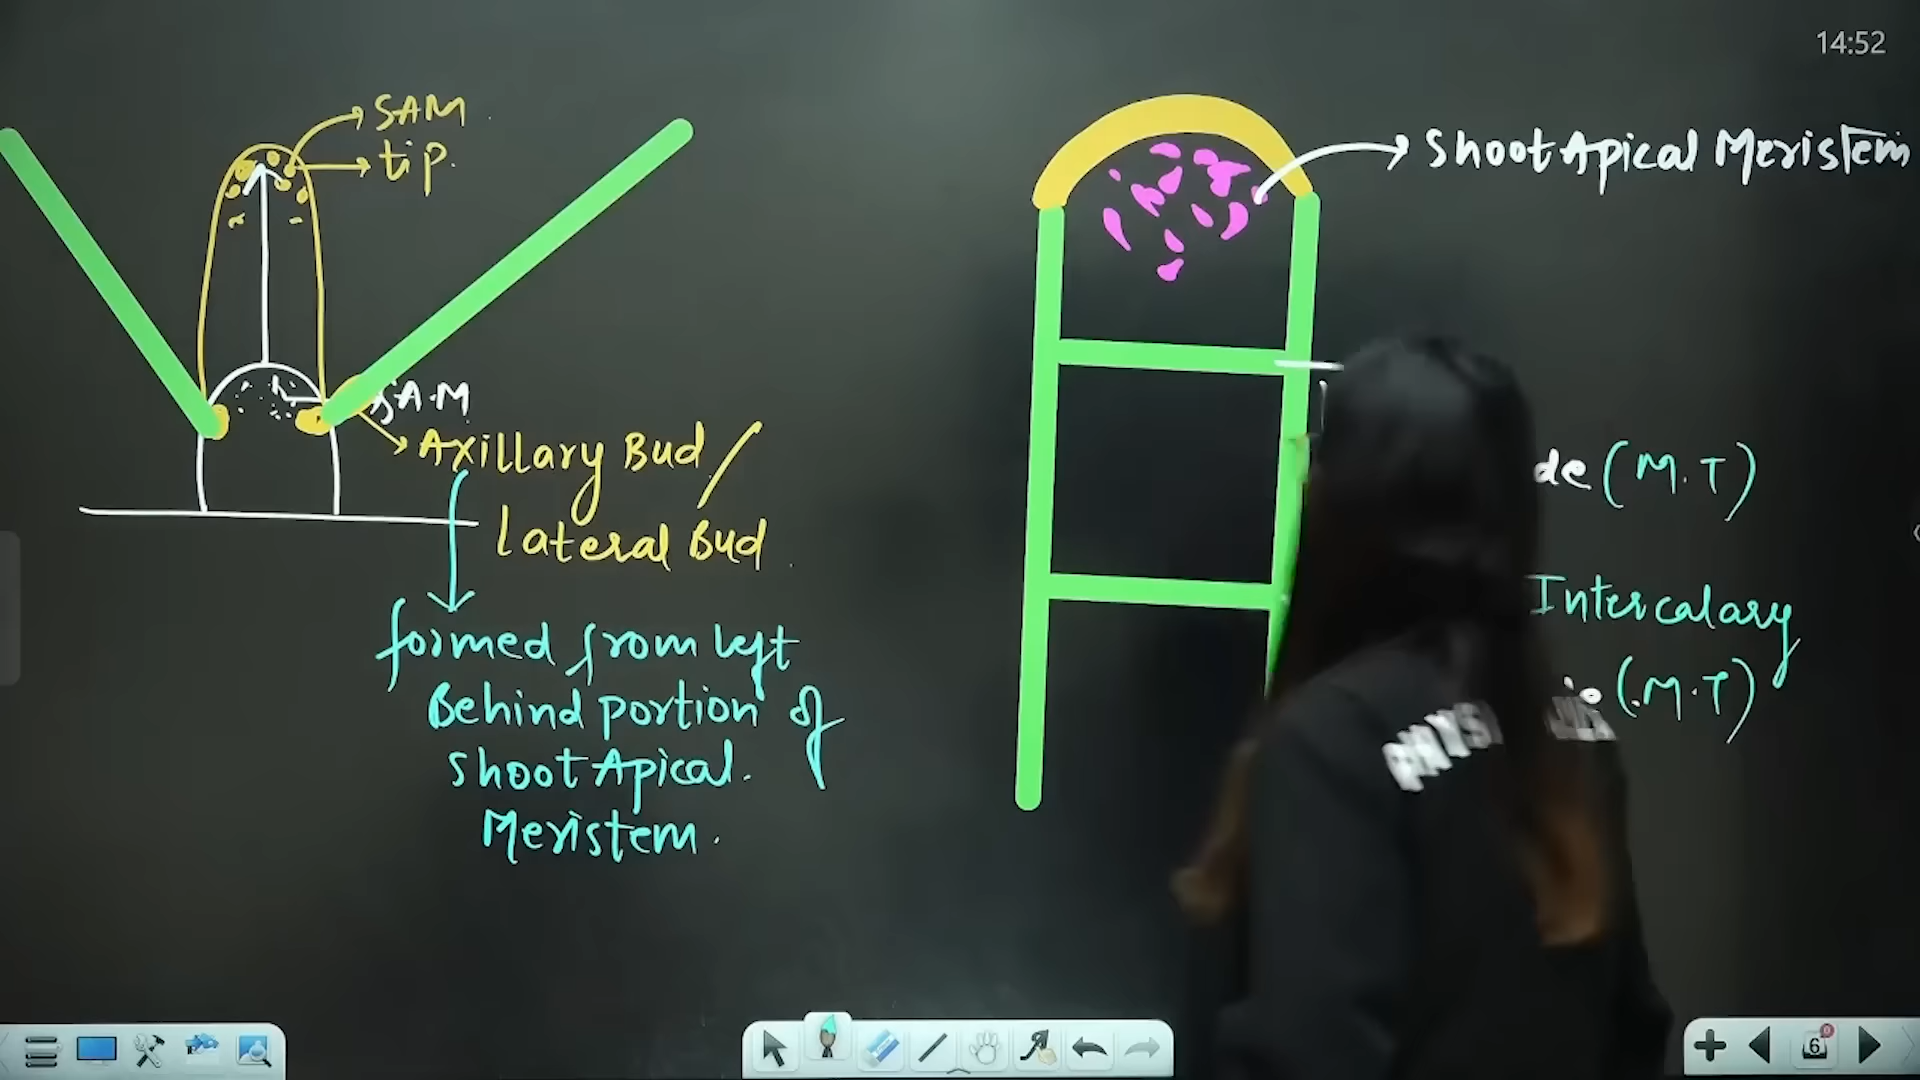 14:52
SAM
tip.
Shoot Apical Meristem
S.A.M
Axillary Bud/
Lateral Bud
de (M.T)
Intercalary
(M.T)
formed from left
Behind portion of
Shoot Apical.
Meristem.
6